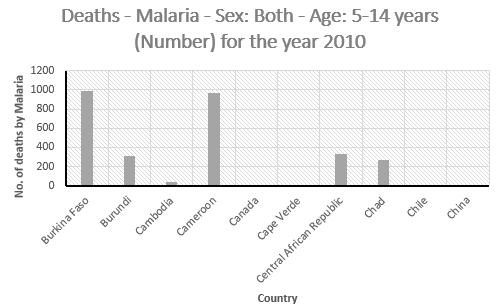 Deaths - Malaria - Sex: Both - Age: 5-14 years
(Number) for the year 2010
No. of deaths by Malaria
1200
1000
800
600
400
200
0
Burkina Faso
Burundi
Cambodia
Cameroon
Canada
Cape Verde
Central African Republic
Chad
Chile
China
Country